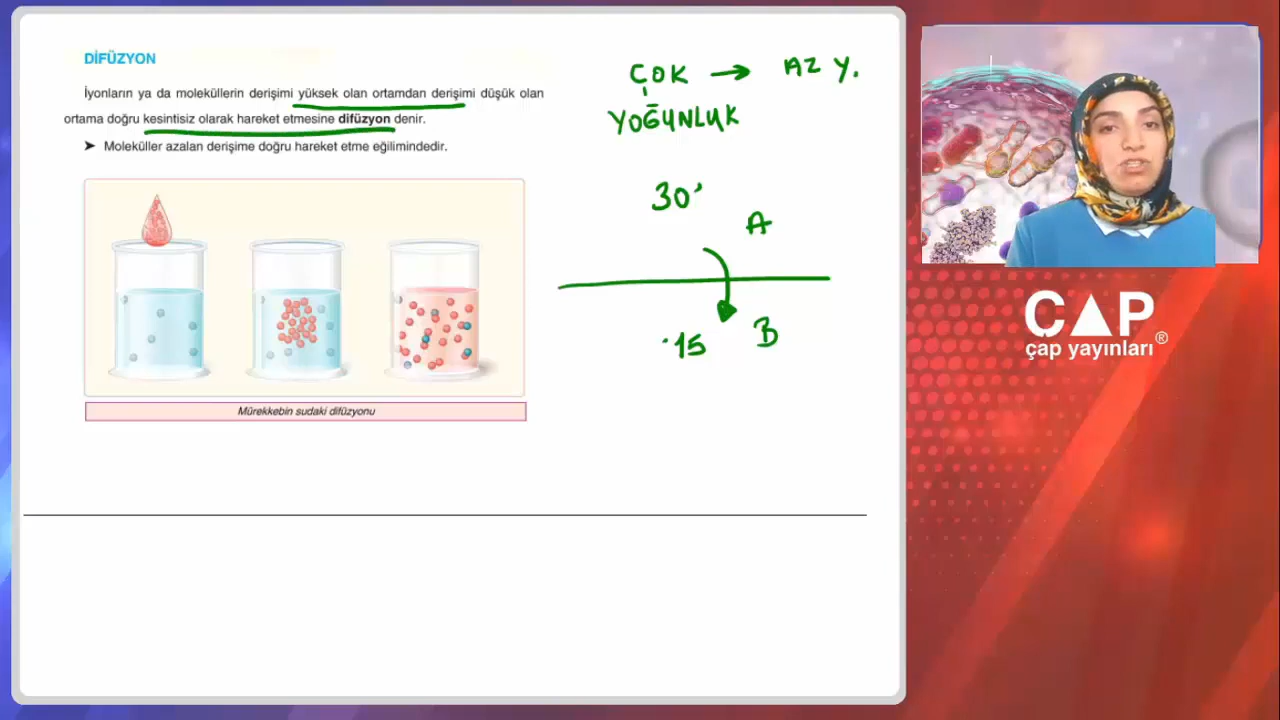 DİFÜZYON
İyonların ya da moleküllerin derişimi yüksek olan ortamdan derişimi düşük olan
ortama doğru kesintisiz olarak hareket etmesine difüzyon denir.
➤ Moleküller azalan derişime doğru hareket etme eğilimindedir.
Mürekkebin sudaki difüzyonu
ÇOK → AZ Y.
YOĞUNLUK
30'
A
·15 B
ÇAP®
çap yayınları